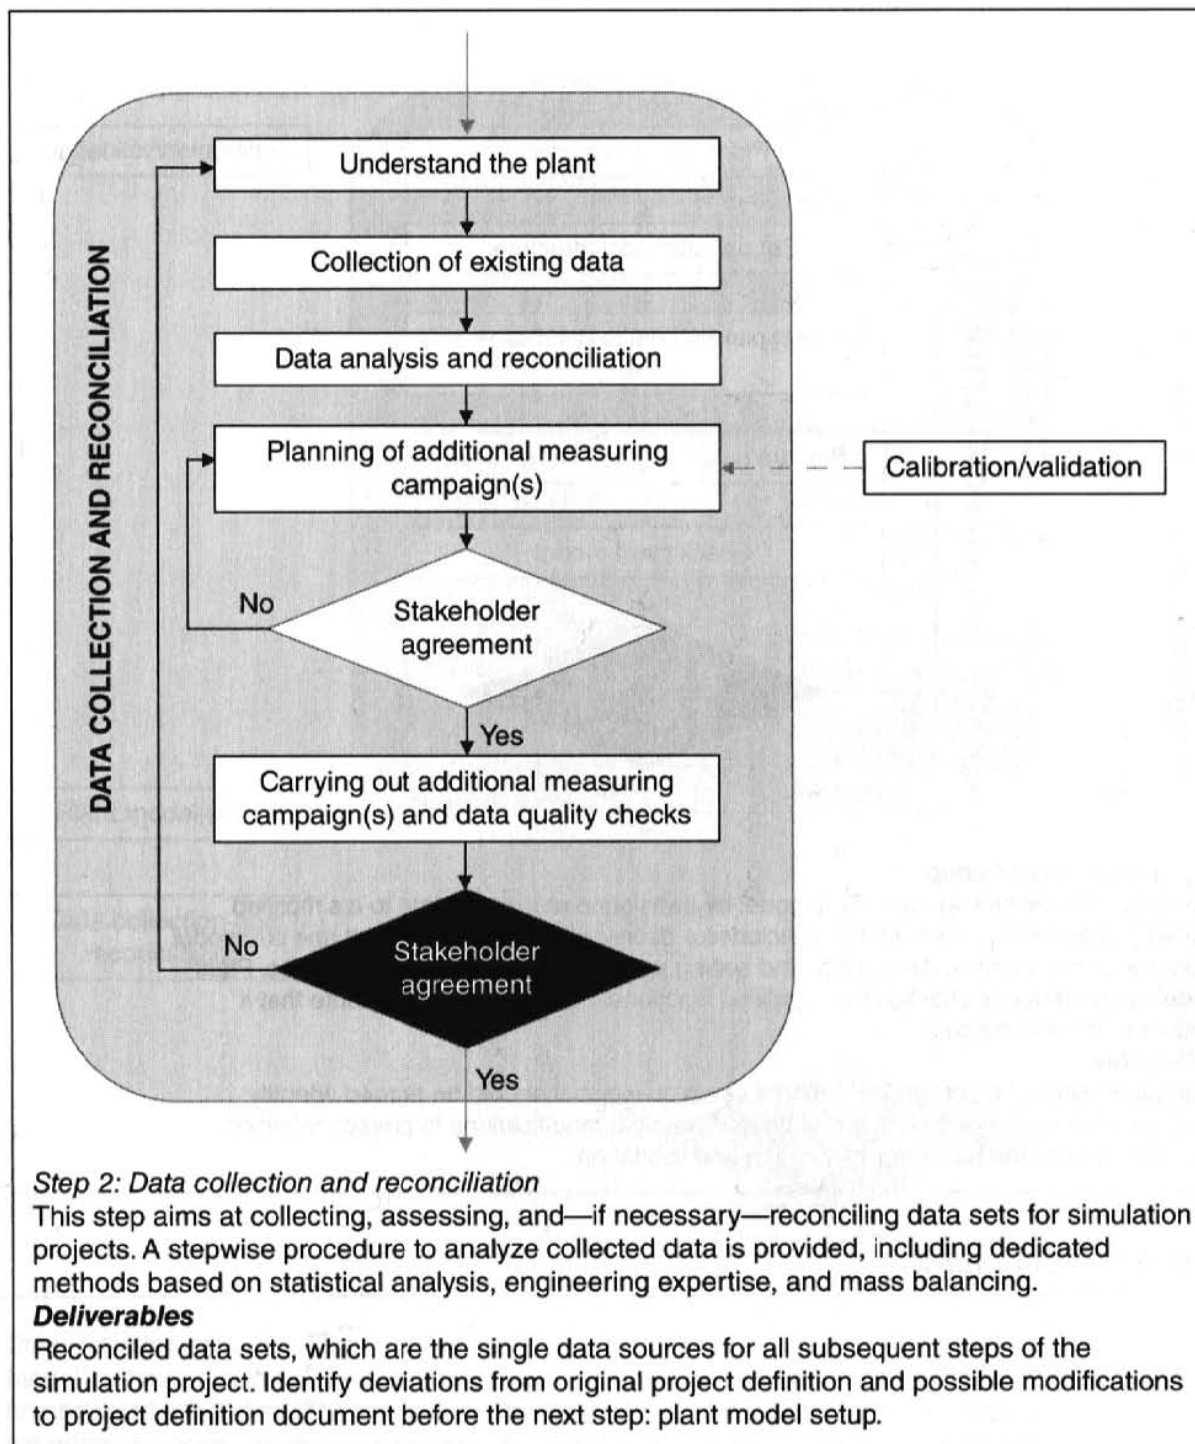 DATA COLLECTION AND RECONCILIATION
Understand the plant
Collection of existing data
Data analysis and reconciliation
Planning of additional measuring
campaign(s)
Calibration/validation
No
Stakeholder
agreement
Yes
Carrying out additional measuring
campaign(s) and data quality checks
No
Stakeholder
agreement
Yes
Step 2: Data collection and reconciliation
This step aims at collecting, assessing, and—if necessary—reconciling data sets for simulation
projects. A stepwise procedure to analyze collected data is provided, including dedicated
methods based on statistical analysis, engineering expertise, and mass balancing.
Deliverables
Reconciled data sets, which are the single data sources for all subsequent steps of the
simulation project. Identify deviations from original project definition and possible modifications
to project definition document before the next step: plant model setup.